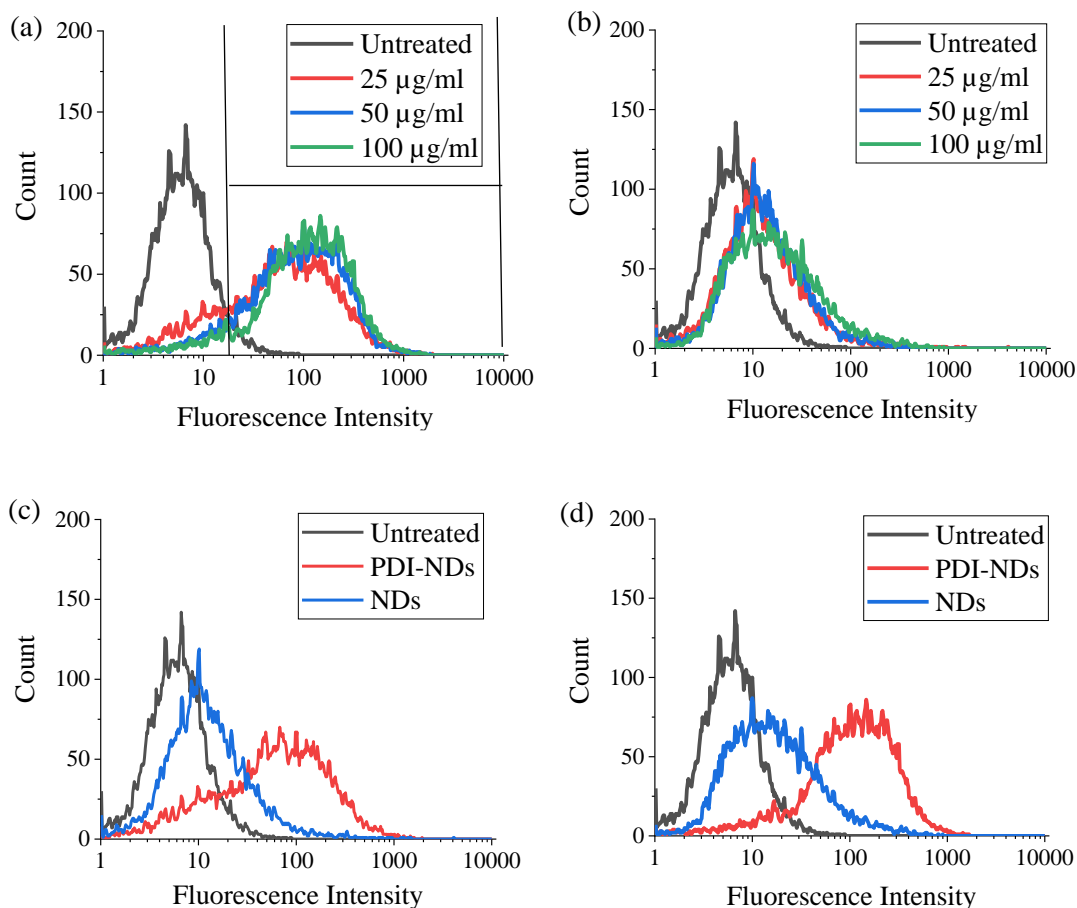 (a)
200
150
100
50
0
Count
Untreated
25 µg/ml
50 µg/ml
100 µg/ml
1
10
100
1000
10000
Fluorescence Intensity
(b)
200
150
100
50
0
Count
Untreated
25 µg/ml
50 µg/ml
100 µg/ml
1
10
100
1000
10000
Fluorescence Intensity
(c)
200
150
100
50
0
Count
Untreated
PDI-NDs
NDs
1
10
100
1000
10000
Fluorescence Intensity
(d)
200
150
100
50
0
Count
Untreated
PDI-NDs
NDs
1
10
100
1000
10000
Fluorescence Intensity